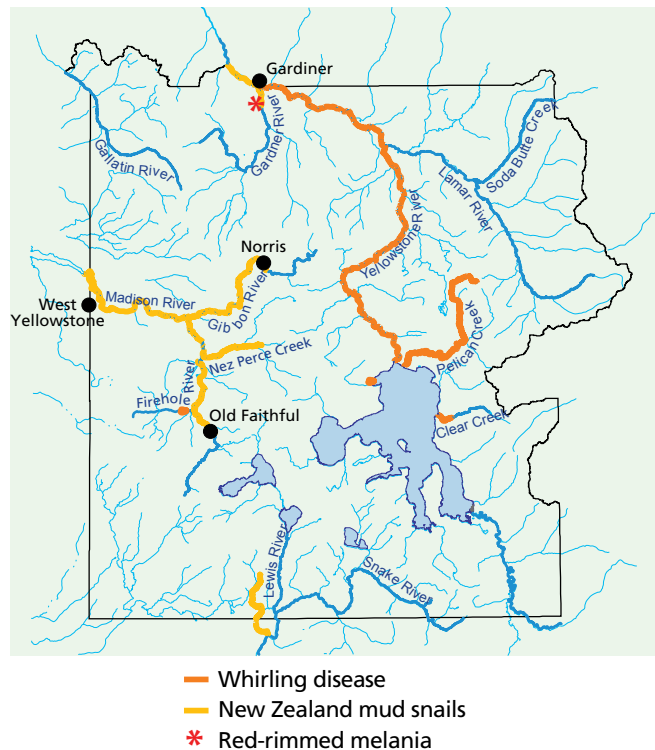 Gardiner
Gallatin River
Gardner River
Soda Butte Creek
Lamar River
Yellowstone River
Norris
Madison River
Gibbon River
West
Yellowstone
Nez Perce Creek
Pelican Creek
Firehole River
Old Faithful
Clear Creek
Lewis River
Snake River
Whirling disease
New Zealand mud snails
* Red-rimmed melania